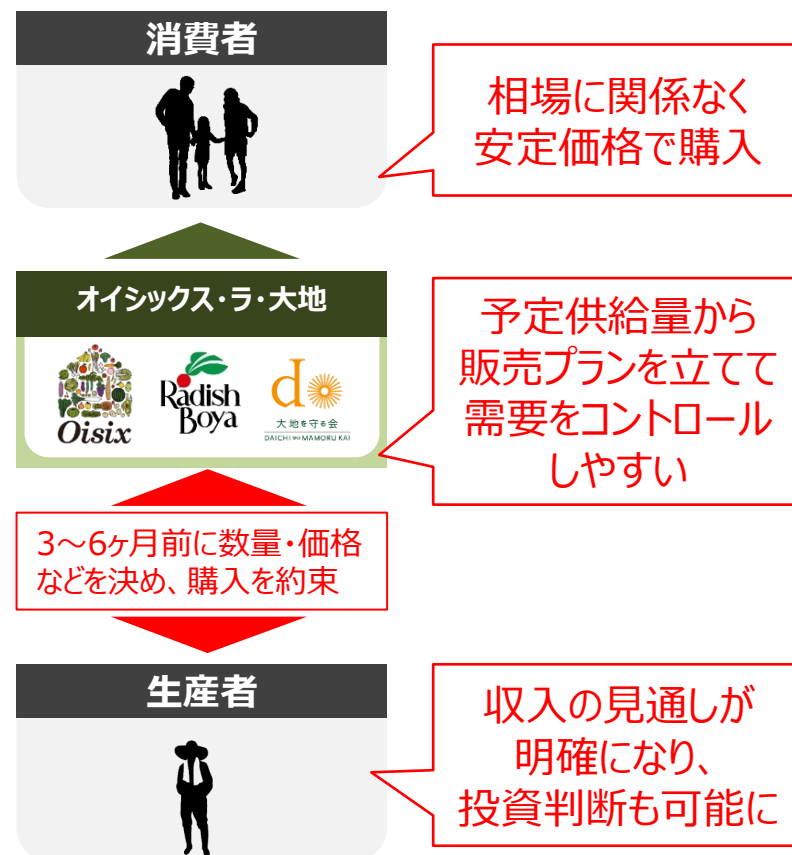 消費者
相場に関係なく
安定価格で購入
オイシックス・ラ・大地
Oisix
Radish
Boya
do
大地を守る会
DAICHI WO MAMORU KAI
予定供給量から
販売プランを立てて
需要をコントロール
しやすい
3～6ヶ月前に数量・価格
などを決め、購入を約束
生産者
収入の見通しが
明確になり、
投資判断も可能に